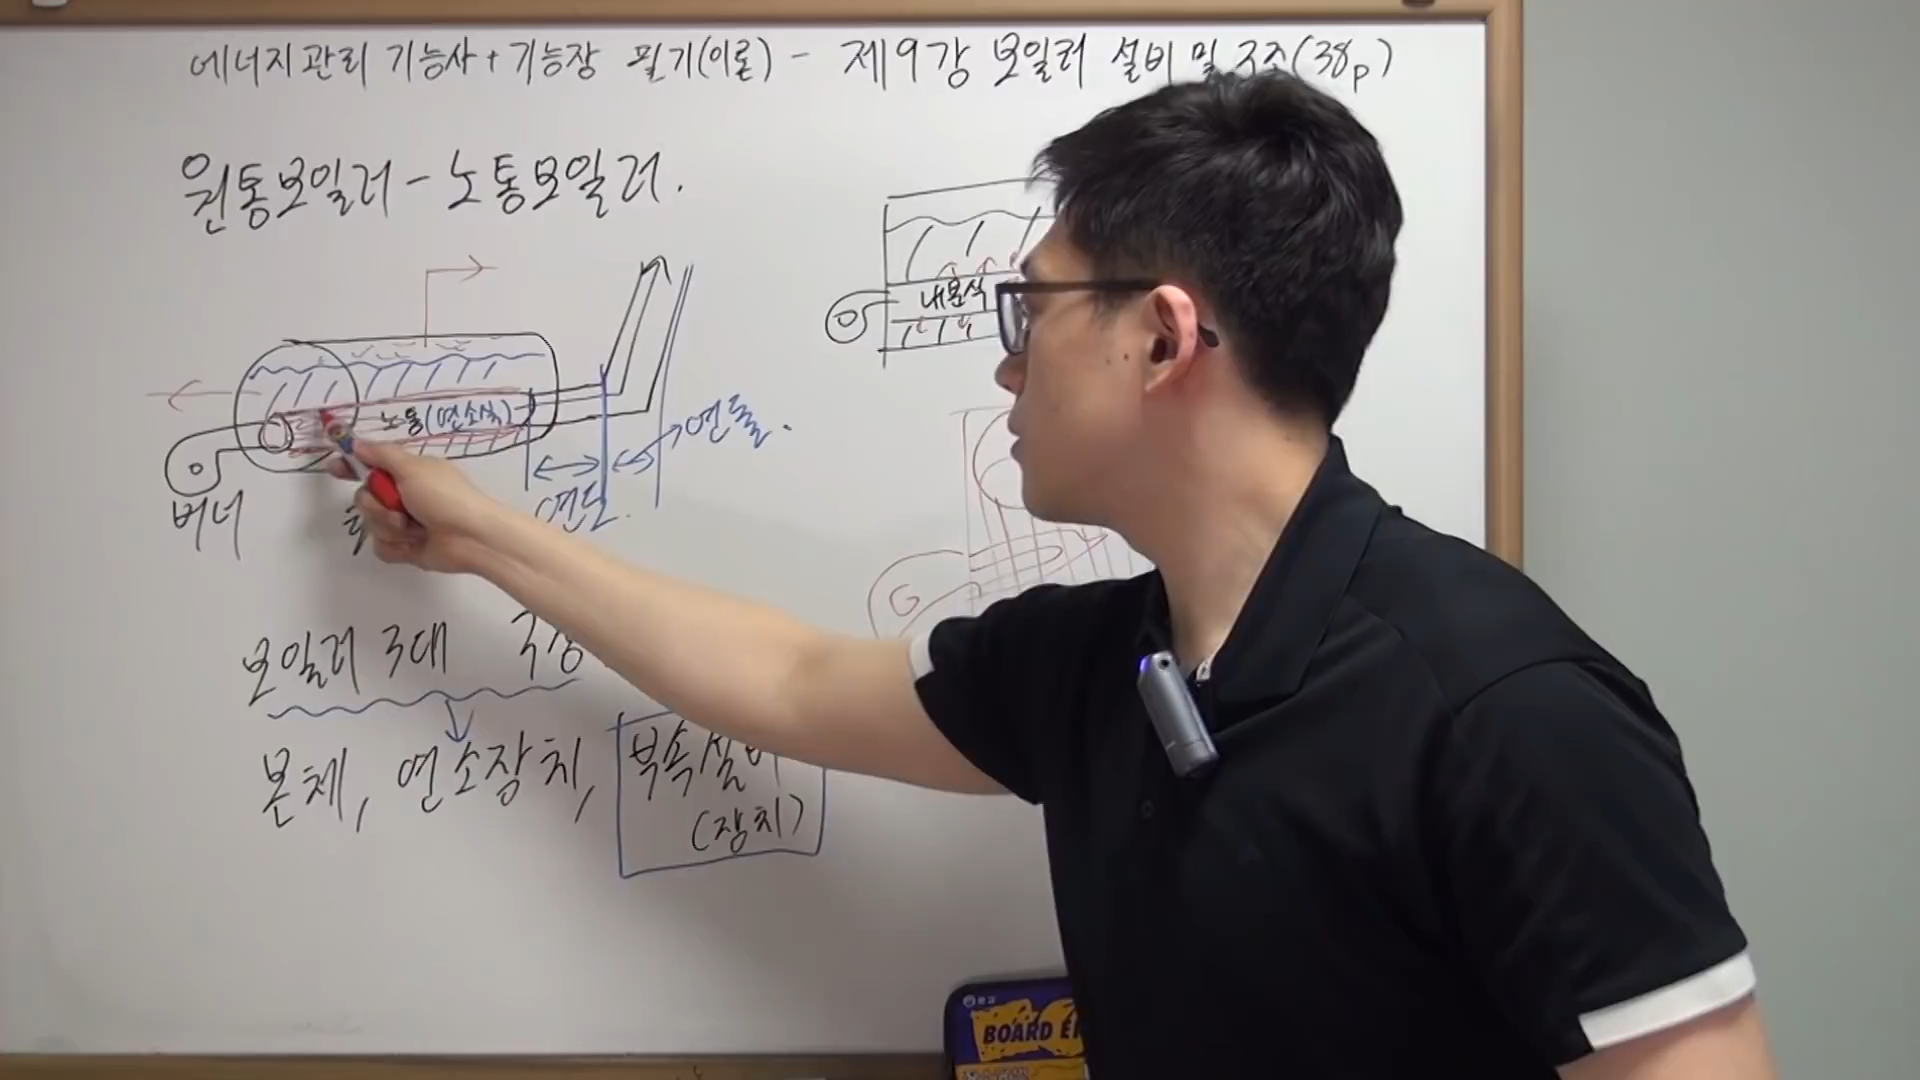 에너지관리 기능사+기능장 필기(이론) - 제9강 보일러 설비 및 구조(38p)
원통보일러 - 노통보일러.
내분식
노통(연소실)
연돌.
버너
연도.
보일러 3대 구성
본체, 연소장치, 부속설비
(장치)
BOARD